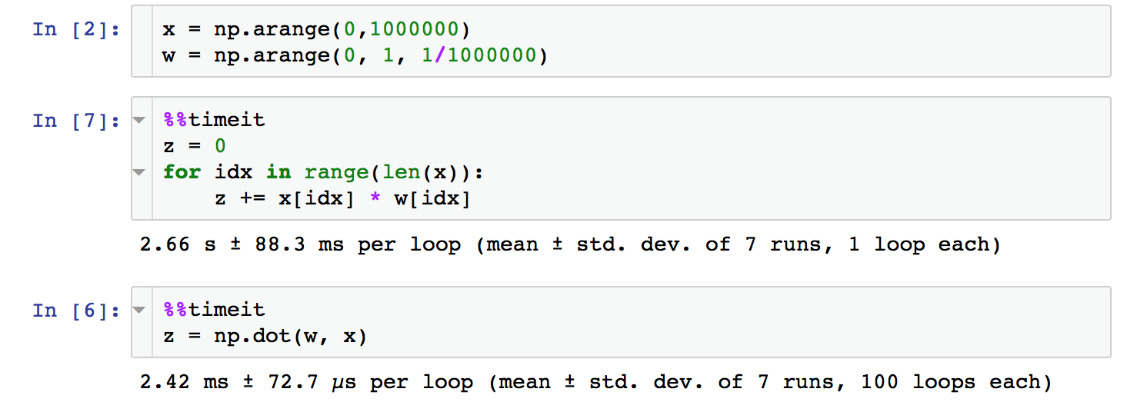 In [2]: x = np.arange(0,1000000)
w = np.arange(0, 1, 1/1000000)
In [7]: %%timeit
z = 0
for idx in range(len(x)):
    z += x[idx] * w[idx]
2.66 s ± 88.3 ms per loop (mean ± std. dev. of 7 runs, 1 loop each)
In [6]: %%timeit
z = np.dot(w, x)
2.42 ms ± 72.7 µs per loop (mean ± std. dev. of 7 runs, 100 loops each)